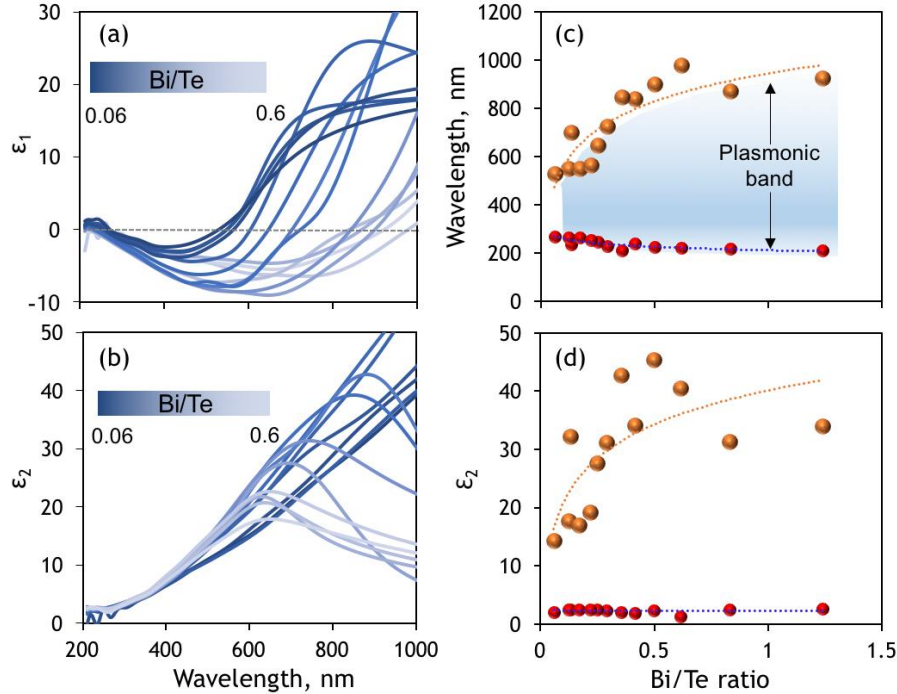 (a)
30
20
10
0
-10
ε1
Bi/Te
0.06
0.6
(b)
50
40
30
20
10
0
ε2
Bi/Te
0.06
0.6
200
400
600
800
1000
Wavelength, nm
(c)
1200
1000
800
600
400
200
0
Wavelength, nm
Plasmonic
band
(d)
50
40
30
20
10
0
ε2
0
0.5
1
1.5
Bi/Te ratio